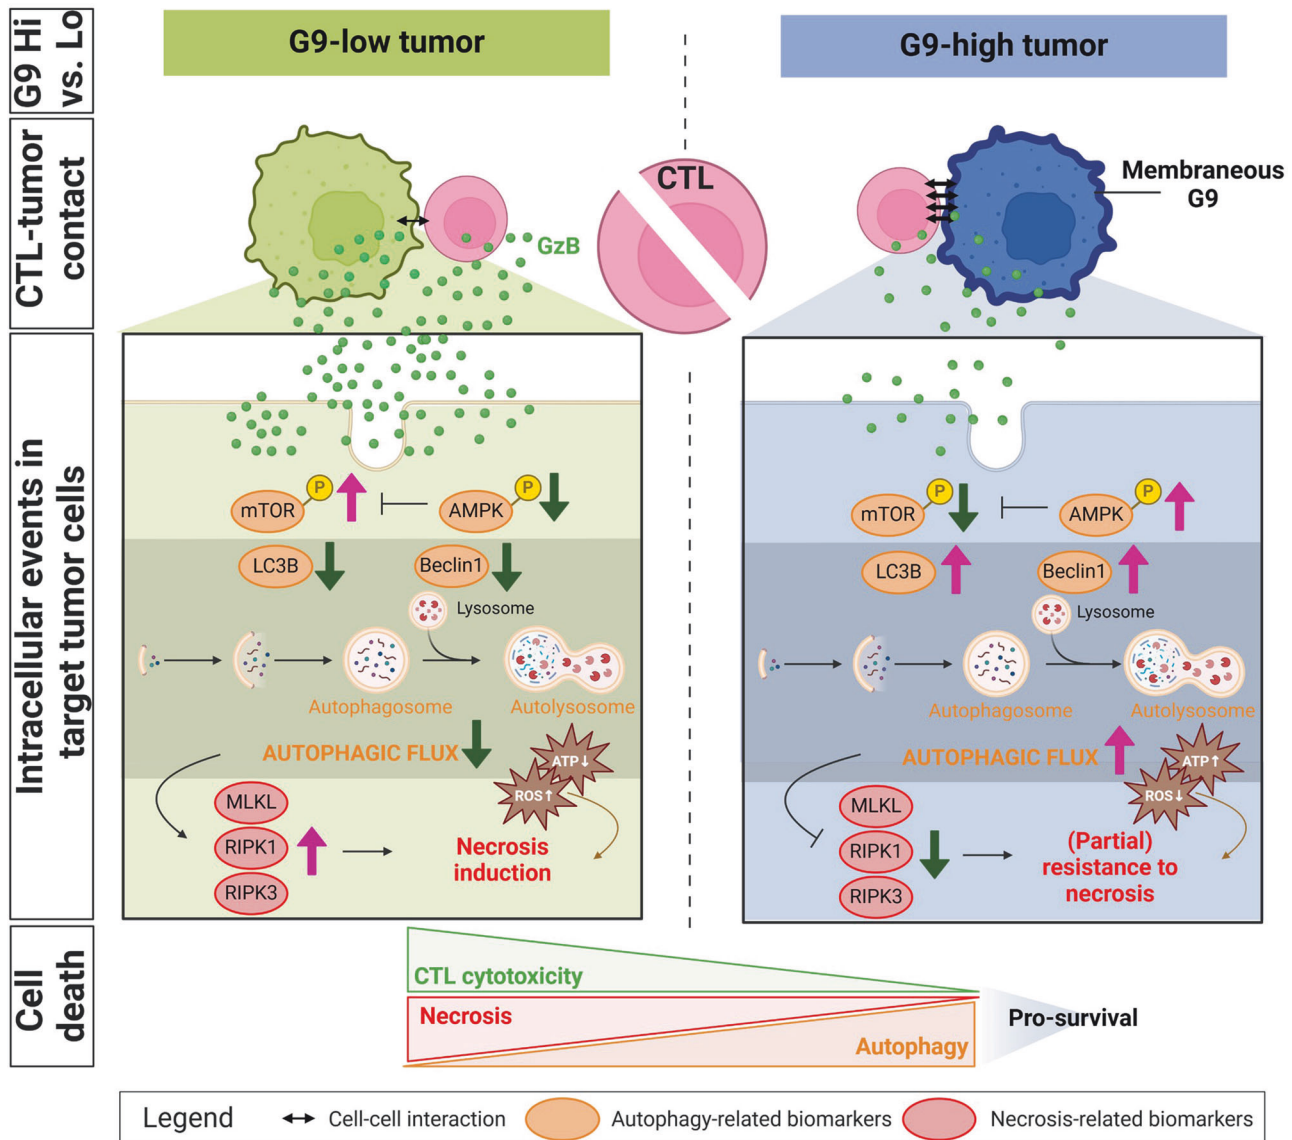 G9 Hi
vs. Lo
G9-low tumor
G9-high tumor
CTL-tumor
contact
CTL
GzB
Membraneous
G9
Intracellular events in
target tumor cells
mTOR
P
AMPK
P
LC3B
Beclin1
Lysosome
Autophagosome
Autolysosome
AUTOPHAGIC FLUX
ATP↓
ROS↑
MLKL
RIPK1
RIPK3
Necrosis
induction
mTOR
P
AMPK
P
LC3B
Beclin1
Lysosome
Autophagosome
Autolysosome
AUTOPHAGIC FLUX
ATP↑
ROS↓
MLKL
RIPK1
RIPK3
(Partial)
resistance to
necrosis
Cell
death
CTL cytotoxicity
Necrosis
Autophagy
Pro-survival
Legend
Cell-cell interaction
Autophagy-related biomarkers
Necrosis-related biomarkers